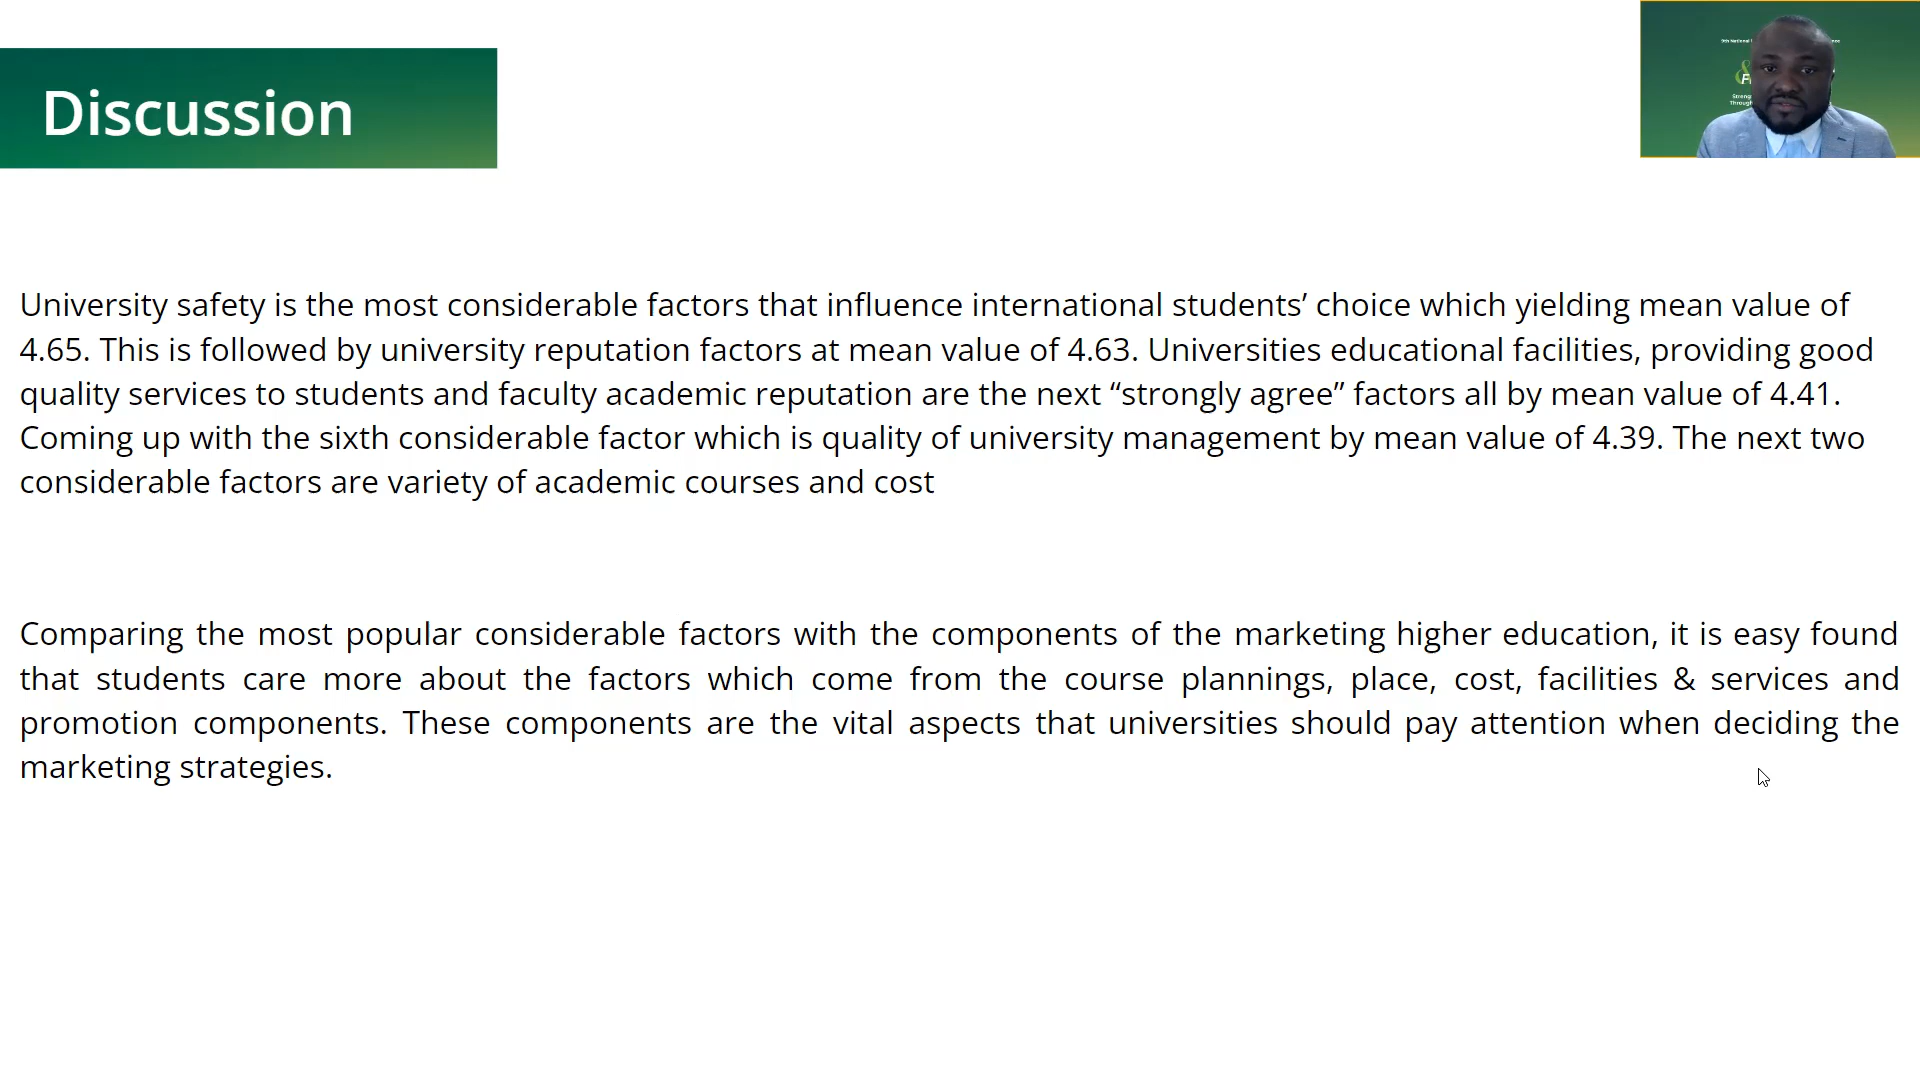 Discussion
9th National
University safety is the most considerable factors that influence international students’ choice which yielding mean value of
4.65. This is followed by university reputation factors at mean value of 4.63. Universities educational facilities, providing good
quality services to students and faculty academic reputation are the next “strongly agree” factors all by mean value of 4.41.
Coming up with the sixth considerable factor which is quality of university management by mean value of 4.39. The next two
considerable factors are variety of academic courses and cost
Comparing the most popular considerable factors with the components of the marketing higher education, it is easy found
that students care more about the factors which come from the course plannings, place, cost, facilities & services and
promotion components. These components are the vital aspects that universities should pay attention when deciding the
marketing strategies.